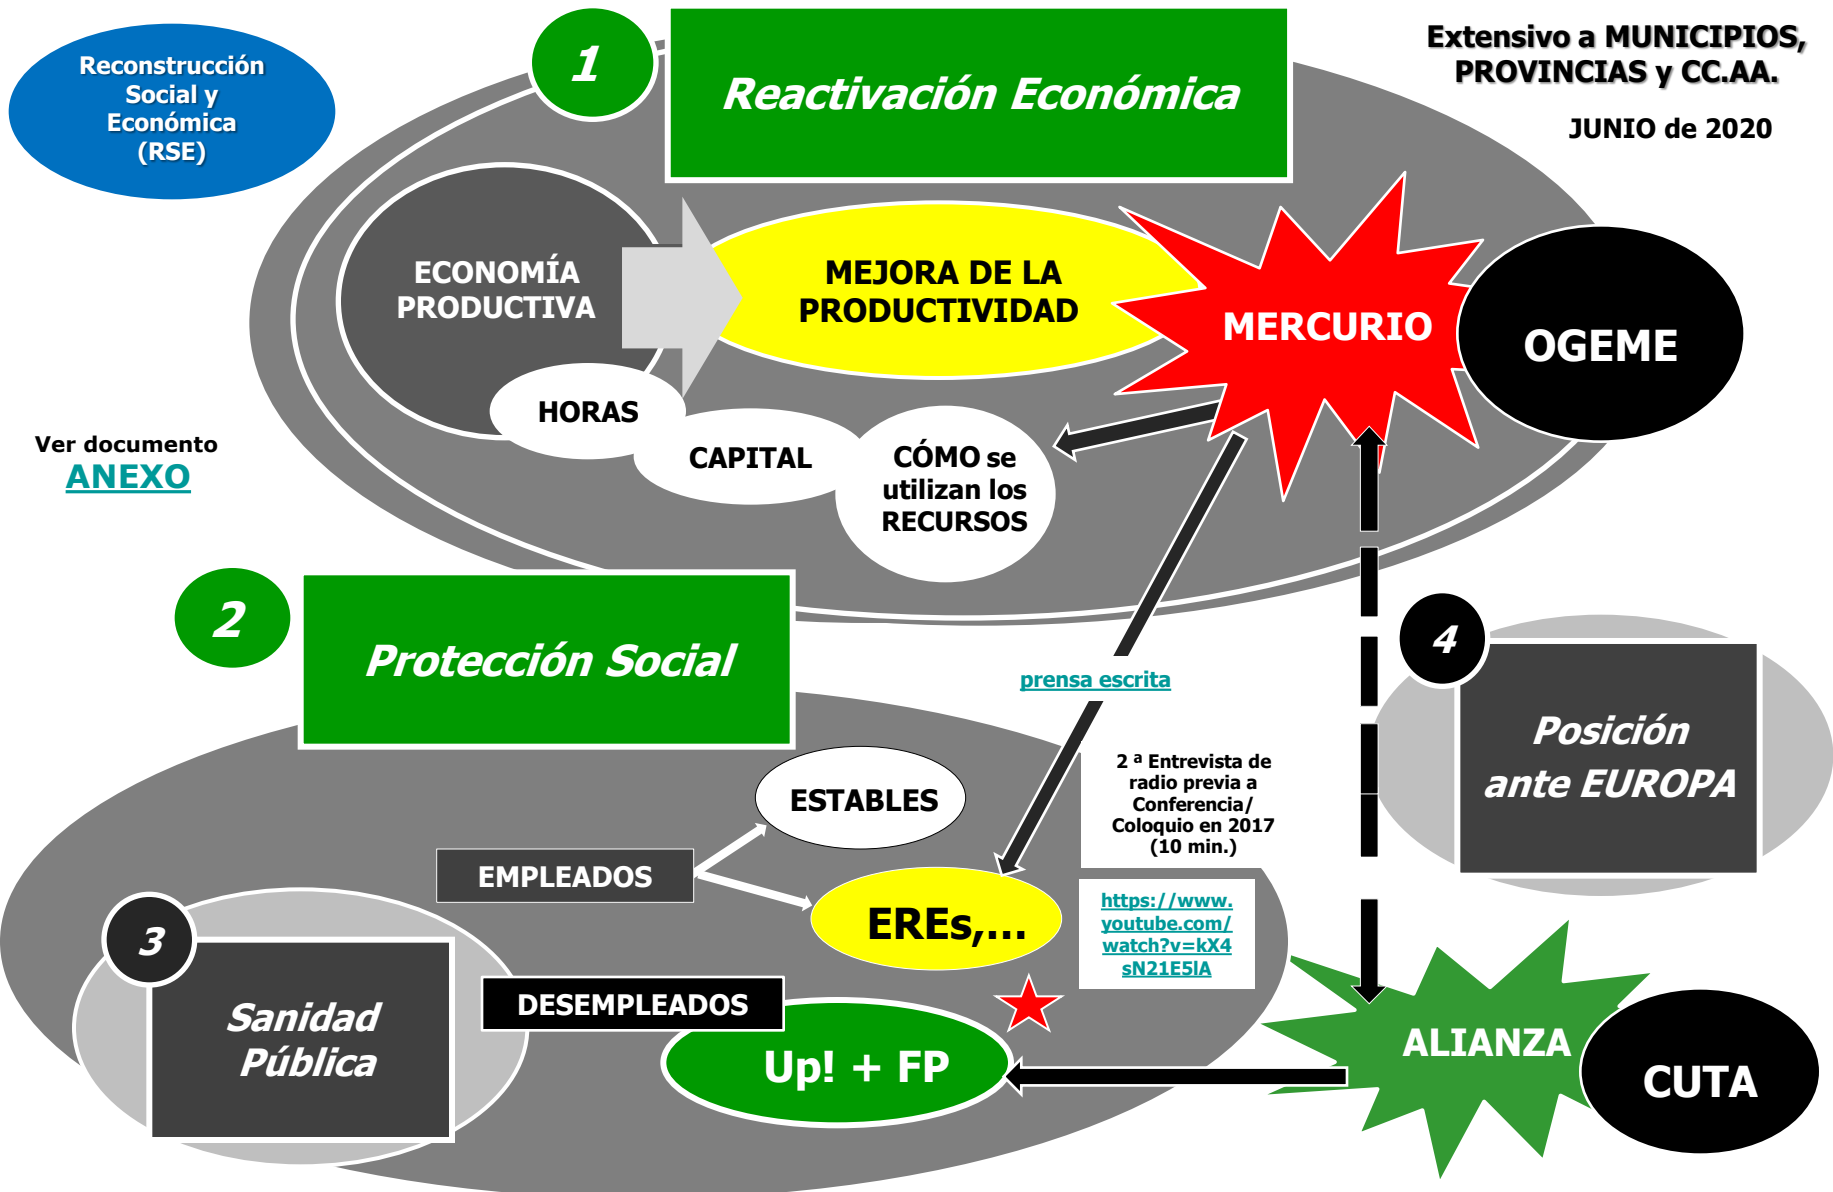 Reconstrucción
Social y
Económica
(RSE)
1
Reactivación Económica
Extensivo a MUNICIPIOS,
PROVINCIAS y CC.AA.
JUNIO de 2020
ECONOMÍA
PRODUCTIVA
MEJORA DE LA
PRODUCTIVIDAD
MERCURIO
OGEME
HORAS
CAPITAL
CÓMO se
utilizan los
RECURSOS
Ver documento
ANEXO
2
Protección Social
prensa escrita
4
Posición
ante EUROPA
2 ª Entrevista de
radio previa a
Conferencia/
Coloquio en 2017
(10 min.)
ESTABLES
EMPLEADOS
EREs,...
https://www.
youtube.com/
watch?v=kX4
sN21E5lA
3
Sanidad
Pública
DESEMPLEADOS
Up! + FP
ALIANZA
CUTA